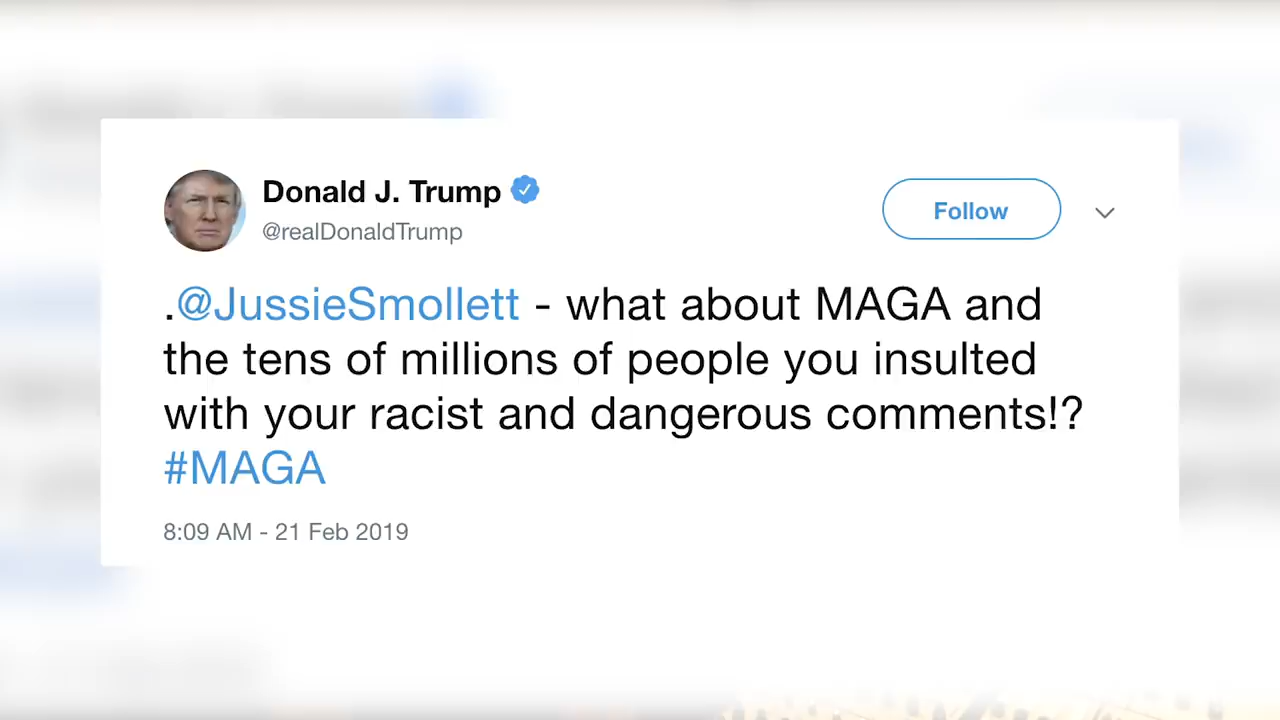 Donald J. Trump
@realDonaldTrump
Follow
.@JussieSmollett - what about MAGA and
the tens of millions of people you insulted
with your racist and dangerous comments!?
#MAGA
8:09 AM - 21 Feb 2019